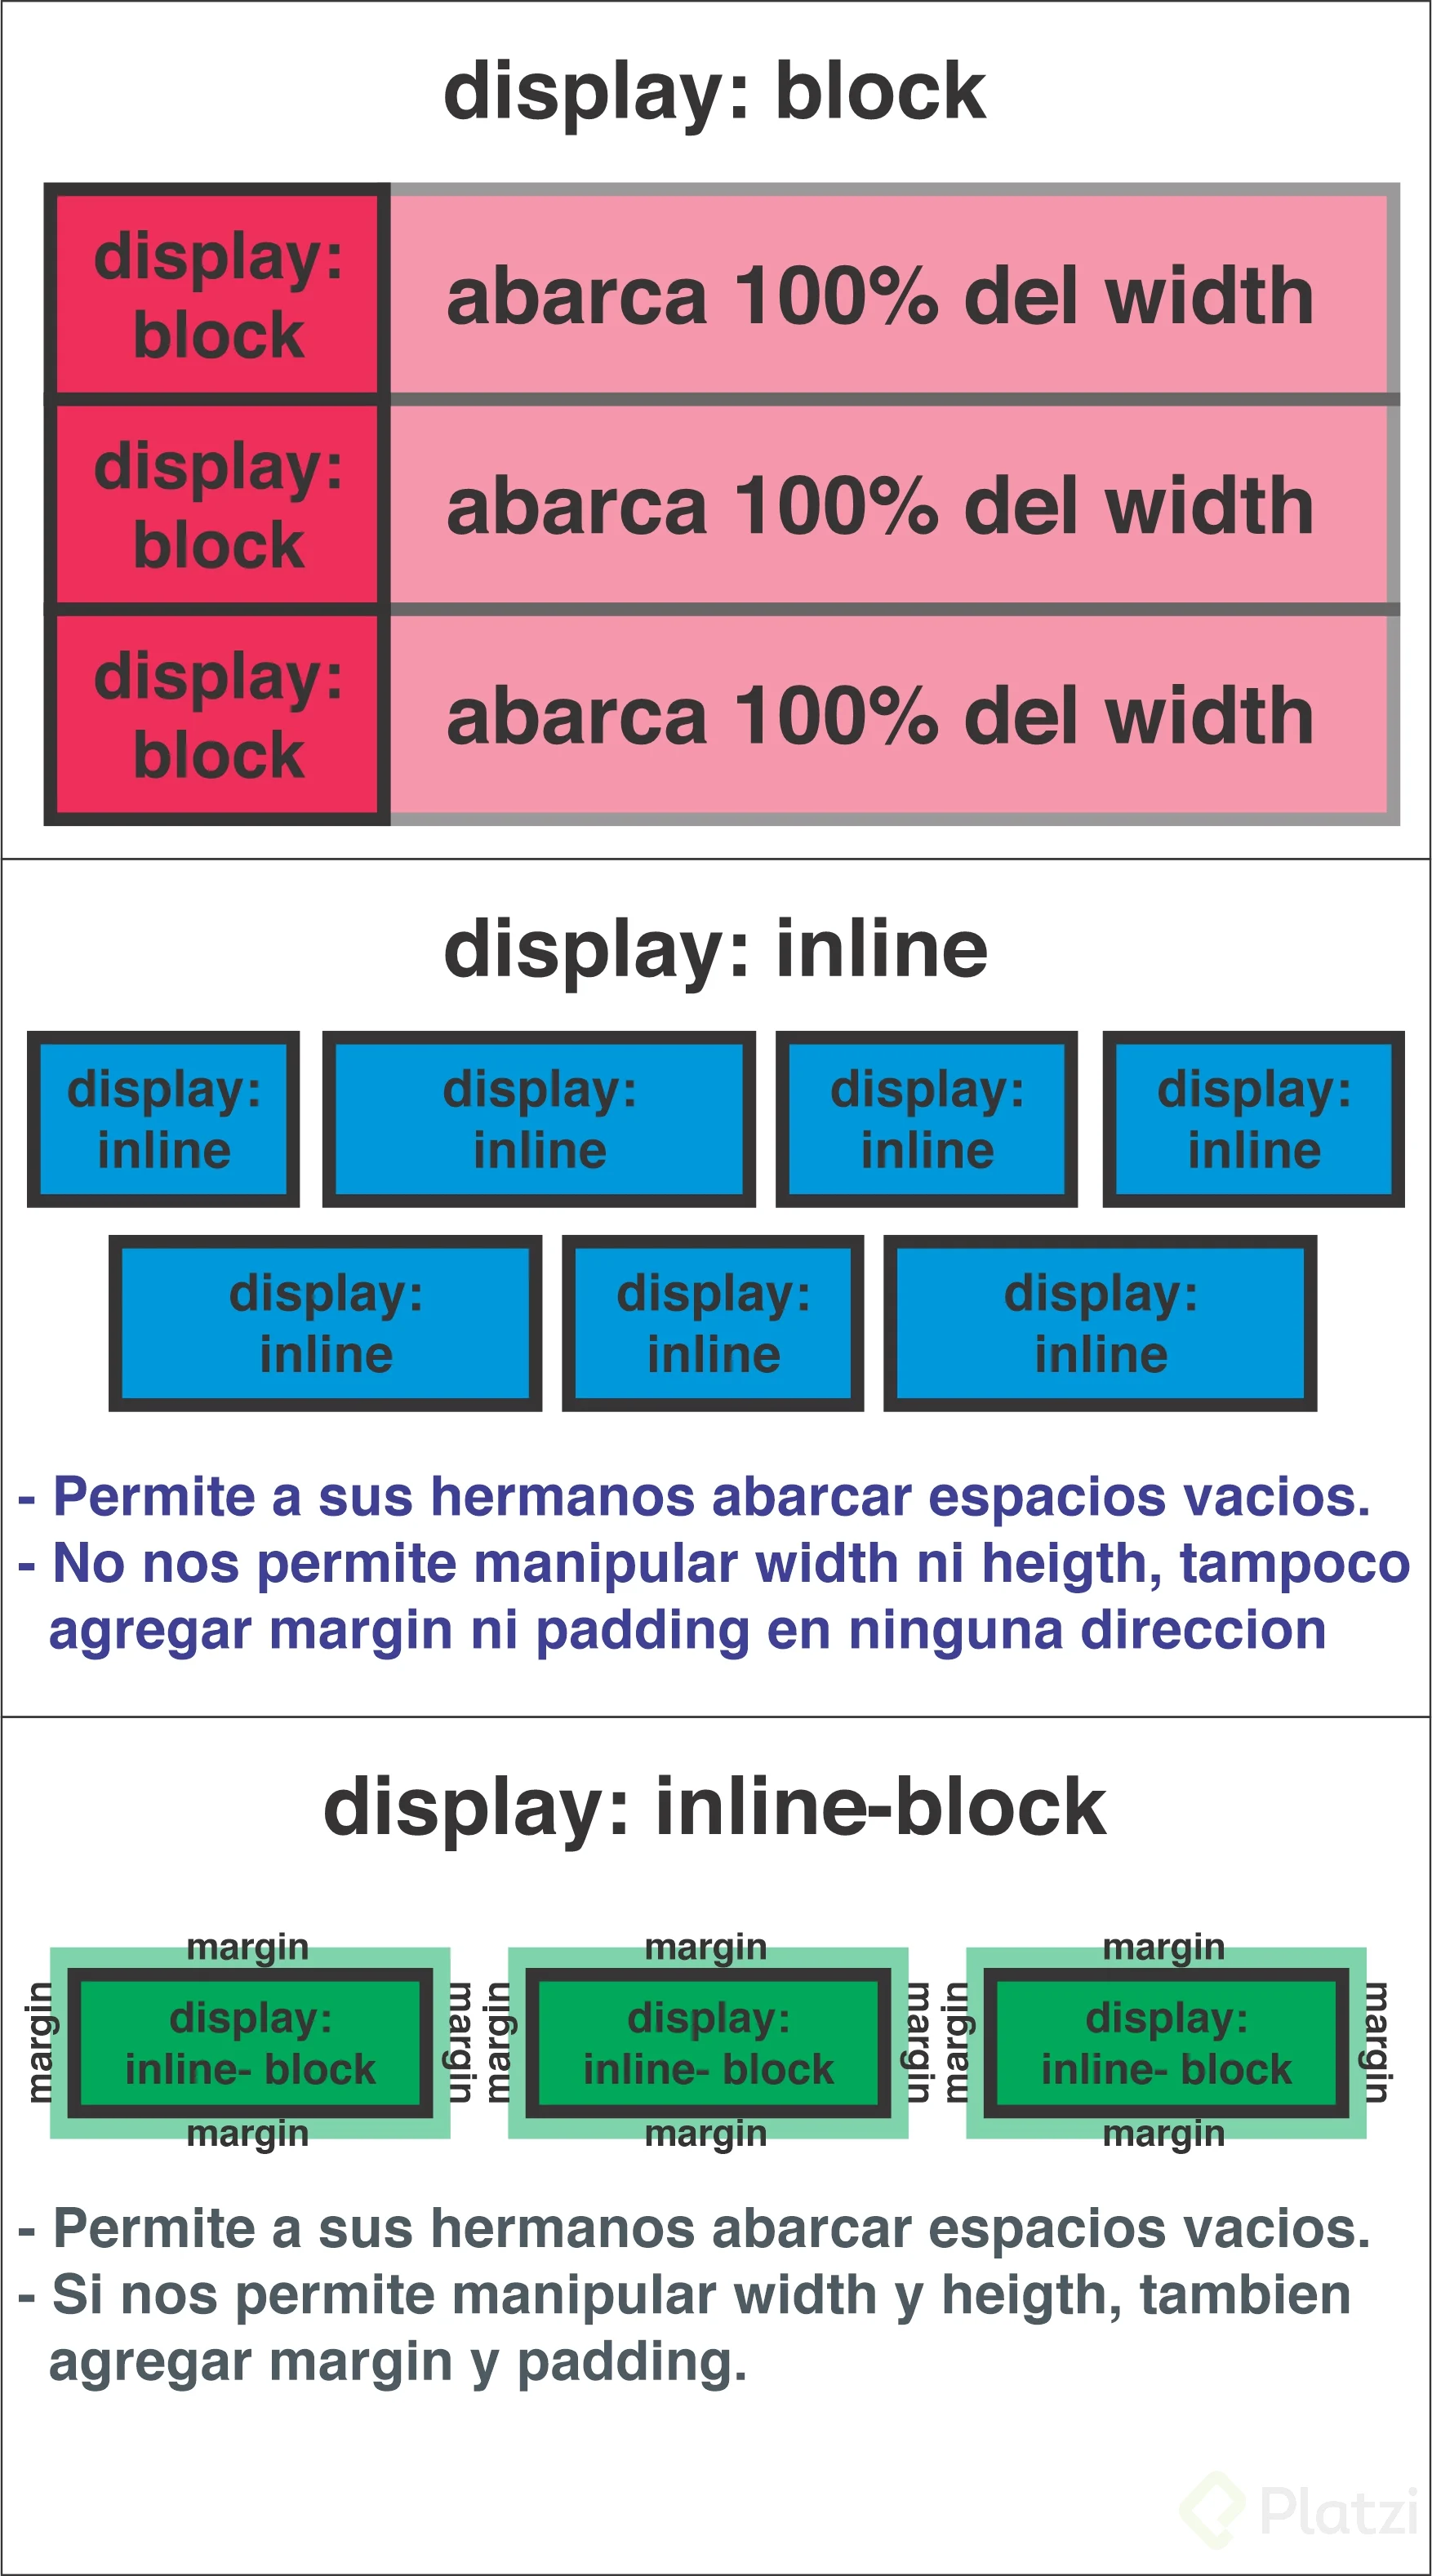 display: block
display:
block
abarca 100% del width
display:
block
abarca 100% del width
display:
block
abarca 100% del width
display: inline
display:
inline
display:
inline
display:
inline
display:
inline
display:
inline
display:
inline
display:
inline
- Permite a sus hermanos abarcar espacios vacios.
- No nos permite manipular width ni heigth, tampoco
agregar margin ni padding en ninguna direccion
display: inline-block
margin
margin
display:
inline- block
margin
margin
margin
margin
display:
inline- block
margin
margin
margin
margin
display:
inline- block
margin
margin
- Permite a sus hermanos abarcar espacios vacios.
- Si nos permite manipular width y heigth, tambien
agregar margin y padding.
Platzi